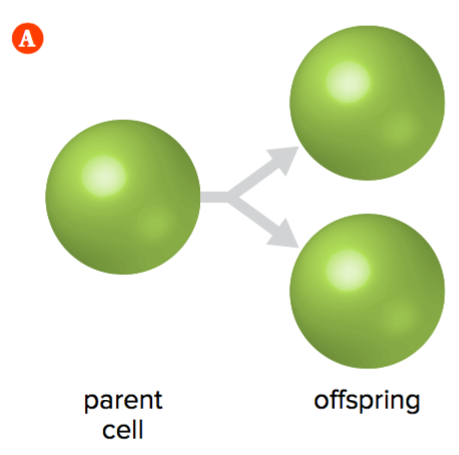 A
parent
cell
offspring